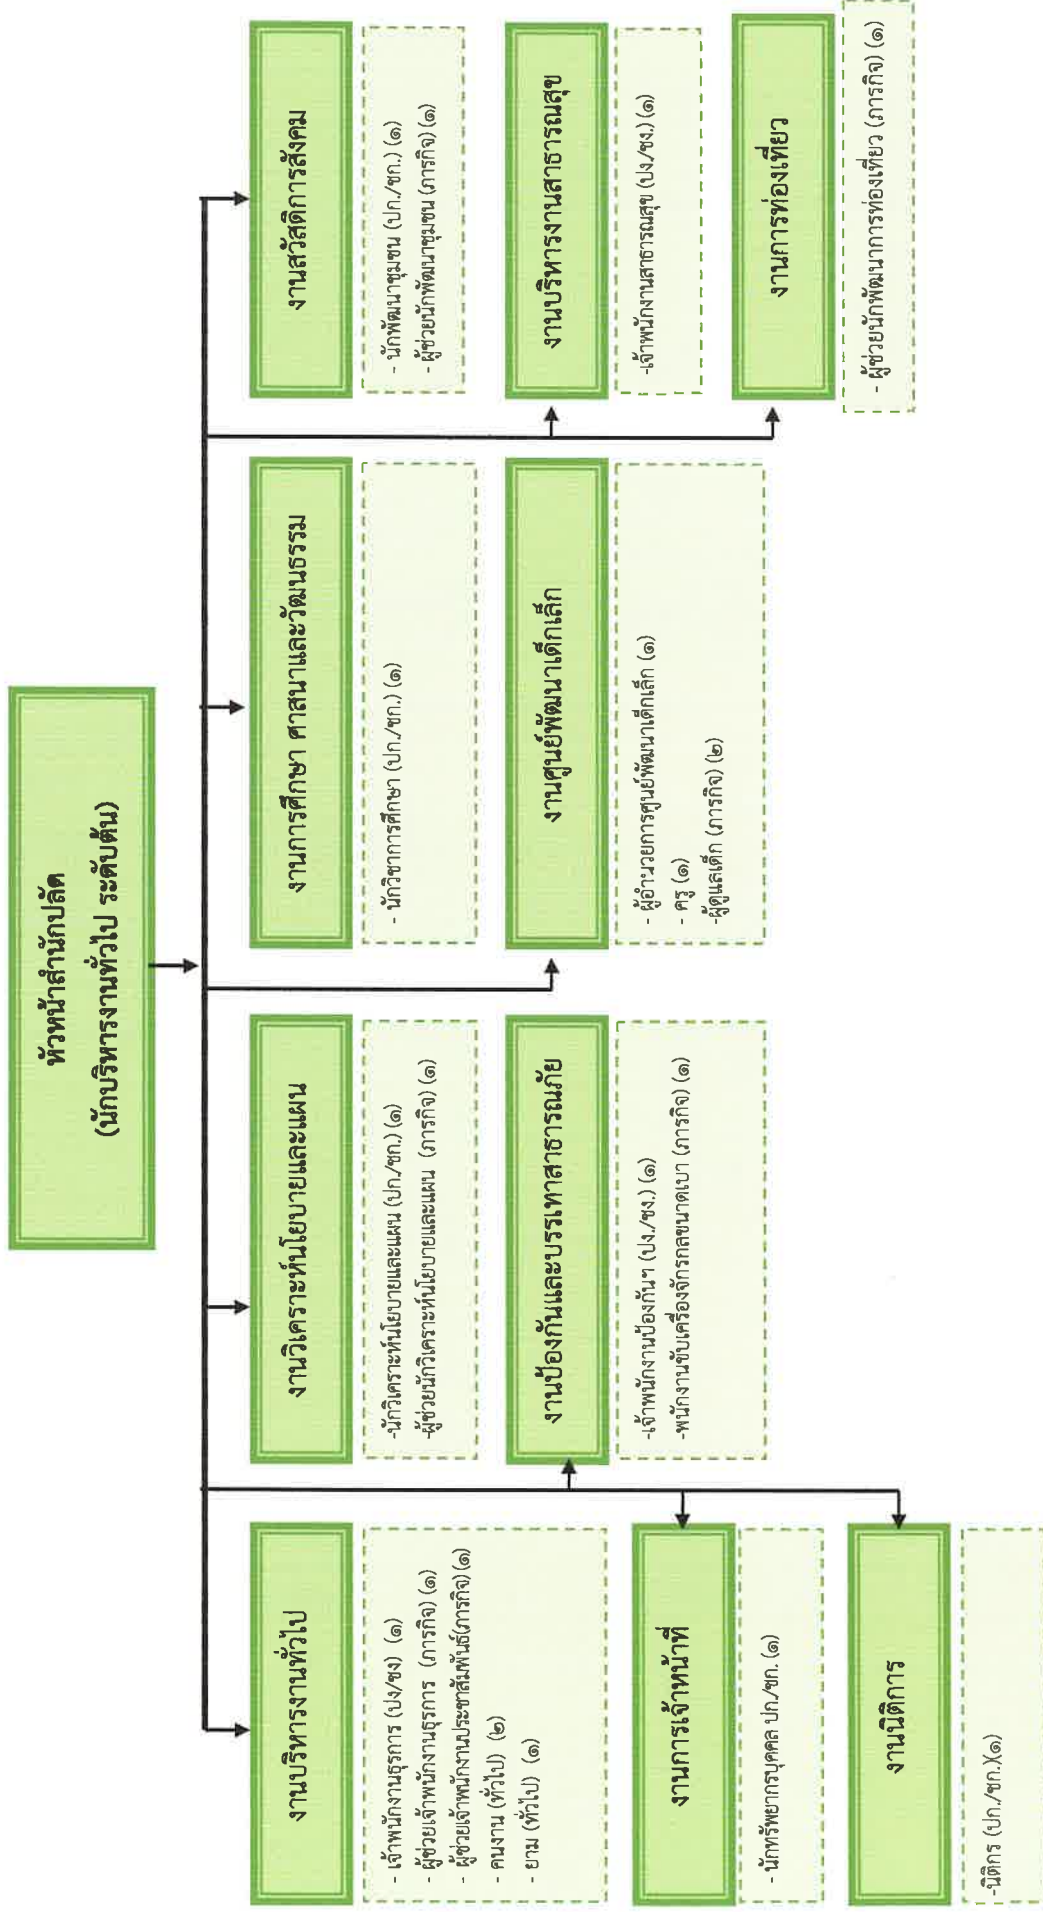 หัวหน้าสำนักปลัด
(นักบริหารงานทั่วไป ระดับต้น)
งานบริหารงานทั่วไป
- เจ้าพนักงานธุรการ (ปง/ชง) (๑)
- ผู้ช่วยเจ้าพนักงานธุรการ (ภารกิจ) (๑)
- ผู้ช่วยเจ้าพนักงานประชาสัมพันธ์(ภารกิจ) (๑)
- คนงาน (ทั่วไป) (๒)
- ยาม (ทั่วไป) (๑)
งานการเจ้าหน้าที่
- นักทรัพยากรบุคคล ปก./ชก. (๑)
งานนิติการ
-นิติกร (ปก./ชก.)(๑)
งานวิเคราะห์นโยบายและแผน
-นักวิเคราะห์นโยบายและแผน (ปก./ชก.) (๑)
-ผู้ช่วยนักวิเคราะห์นโยบายและแผน (ภารกิจ) (๑)
งานป้องกันและบรรเทาสาธารณภัย
-เจ้าพนักงานป้องกันฯ (ปง./ชง.) (๑)
-พนักงานขับเครื่องจักรกลขนาดเบา (ภารกิจ) (๑)
งานการศึกษา ศาสนาและวัฒนธรรม
- นักวิชาการศึกษา (ปก./ชก.) (๑)
งานศูนย์พัฒนาเด็กเล็ก
- ผู้อำนวยการศูนย์พัฒนาเด็กเล็ก (๑)
- ครู (๑)
-ผู้ดูแลเด็ก (ภารกิจ) (๒)
งานสวัสดิการสังคม
- นักพัฒนาชุมชน (ปก./ชก.) (๑)
- ผู้ช่วยนักพัฒนาชุมชน (ภารกิจ) (๑)
งานบริหารงานสาธารณสุข
-เจ้าพนักงานสาธารณสุข (ปง./ชง.) (๑)
งานการท่องเที่ยว
- ผู้ช่วยนักพัฒนาการท่องเที่ยว (ภารกิจ) (๑)